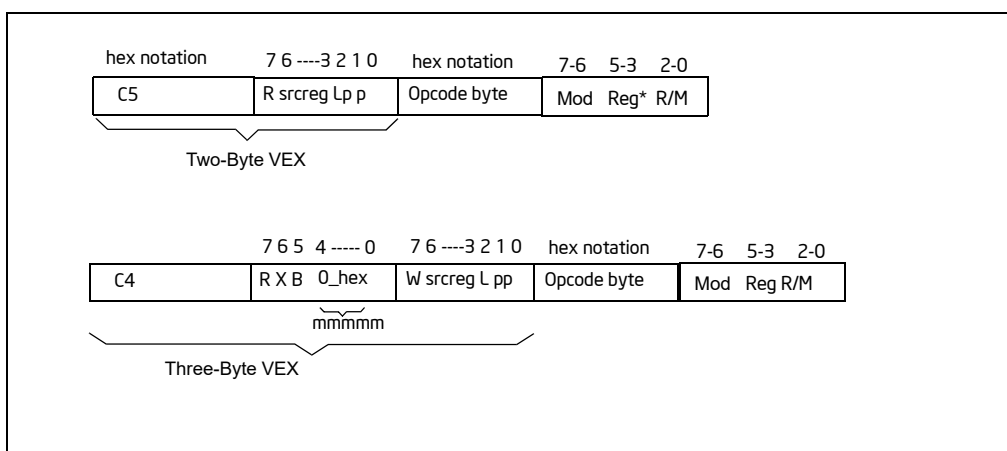 hex notation 7 6 ----3 2 1 0 hex notation 7-6 5-3 2-0
C5 R srcreg Lp p Opcode byte Mod Reg* R/M
Two-Byte VEX
7 6 5 4 ----- 0 7 6 ----3 2 1 0 hex notation 7-6 5-3 2-0
C4 R X B 0_hex W srcreg L pp Opcode byte Mod Reg R/M
mmmmm
Three-Byte VEX